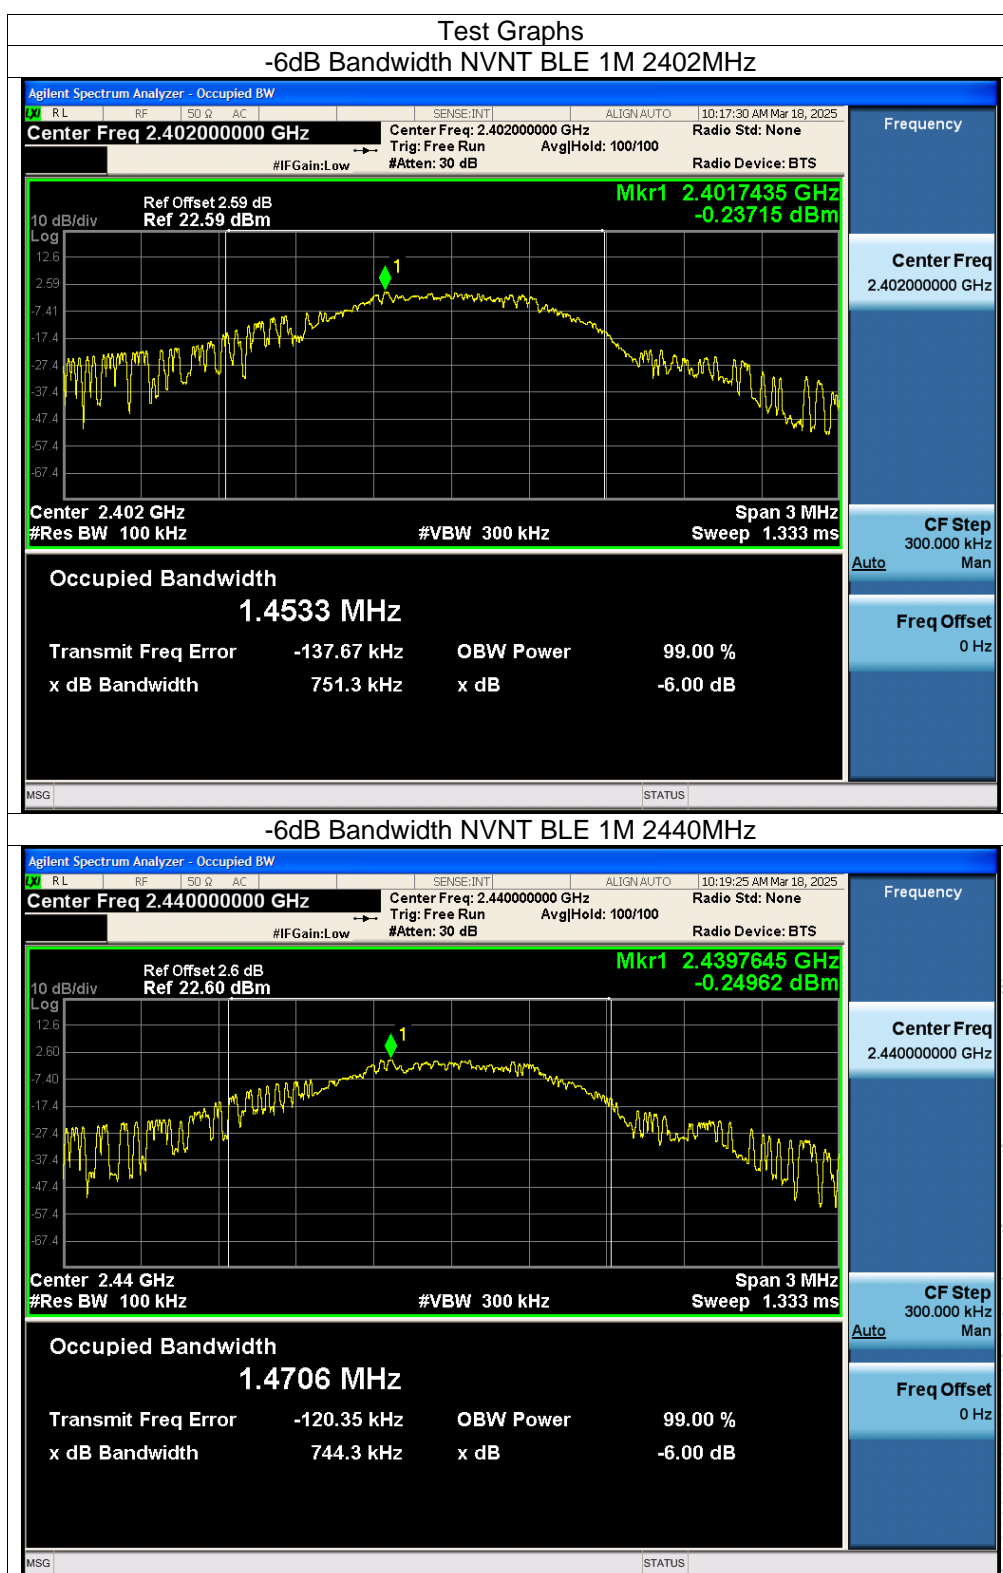 Test Graphs
-6dB Bandwidth NVNT BLE 1M 2402MHz
Agilent Spectrum Analyzer - Occupied BW
LXI RL RF 50 Ω AC SENSE:INT ALIGN AUTO 10:17:30 AM Mar 18, 2025
Center Freq 2.402000000 GHz
Center Freq: 2.402000000 GHz
Radio Std: None
Trig: Free Run Avg|Hold: 100/100
#IFGain:Low #Atten: 30 dB Radio Device: BTS
Frequency
Mkr1 2.4017435 GHz
-0.23715 dBm
Ref Offset 2.59 dB
10 dB/div Ref 22.59 dBm
Log
12.6
2.59
-7.41
-17.4
-27.4
-37.4
-47.4
-57.4
-67.4
1
Center 2.402 GHz Span 3 MHz
#Res BW 100 kHz #VBW 300 kHz Sweep 1.333 ms
Center Freq
2.402000000 GHz
CF Step
300.000 kHz
Auto Man
Freq Offset
0 Hz
Occupied Bandwidth
1.4533 MHz
Transmit Freq Error -137.67 kHz OBW Power 99.00 %
x dB Bandwidth 751.3 kHz x dB -6.00 dB
MSG STATUS
-6dB Bandwidth NVNT BLE 1M 2440MHz
Agilent Spectrum Analyzer - Occupied BW
LXI RL RF 50 Ω AC SENSE:INT ALIGN AUTO 10:19:25 AM Mar 18, 2025
Center Freq 2.440000000 GHz
Center Freq: 2.440000000 GHz
Radio Std: None
Trig: Free Run Avg|Hold: 100/100
#IFGain:Low #Atten: 30 dB Radio Device: BTS
Frequency
Mkr1 2.4397645 GHz
-0.24962 dBm
Ref Offset 2.6 dB
10 dB/div Ref 22.60 dBm
Log
12.6
2.60
-7.40
-17.4
-27.4
-37.4
-47.4
-57.4
-67.4
1
Center 2.44 GHz Span 3 MHz
#Res BW 100 kHz #VBW 300 kHz Sweep 1.333 ms
Center Freq
2.440000000 GHz
CF Step
300.000 kHz
Auto Man
Freq Offset
0 Hz
Occupied Bandwidth
1.4706 MHz
Transmit Freq Error -120.35 kHz OBW Power 99.00 %
x dB Bandwidth 744.3 kHz x dB -6.00 dB
MSG STATUS